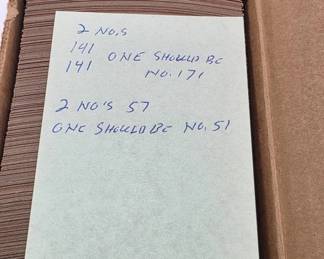 2 NO,S
141 ONE SHOULD BE
141 NO. 171
2 NO'S 57
ONE SHOULD BE NO. 51